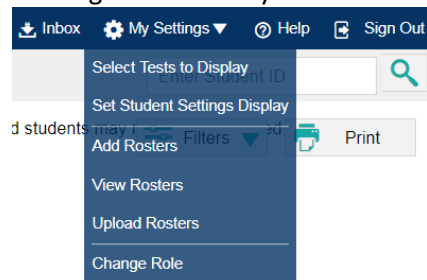 Inbox My Settings▼ Help Sign Out
Select Tests to Display
Enter Student ID
Set Student Settings Display
d students may
Filters Print
Add Rosters
View Rosters
Upload Rosters
Change Role